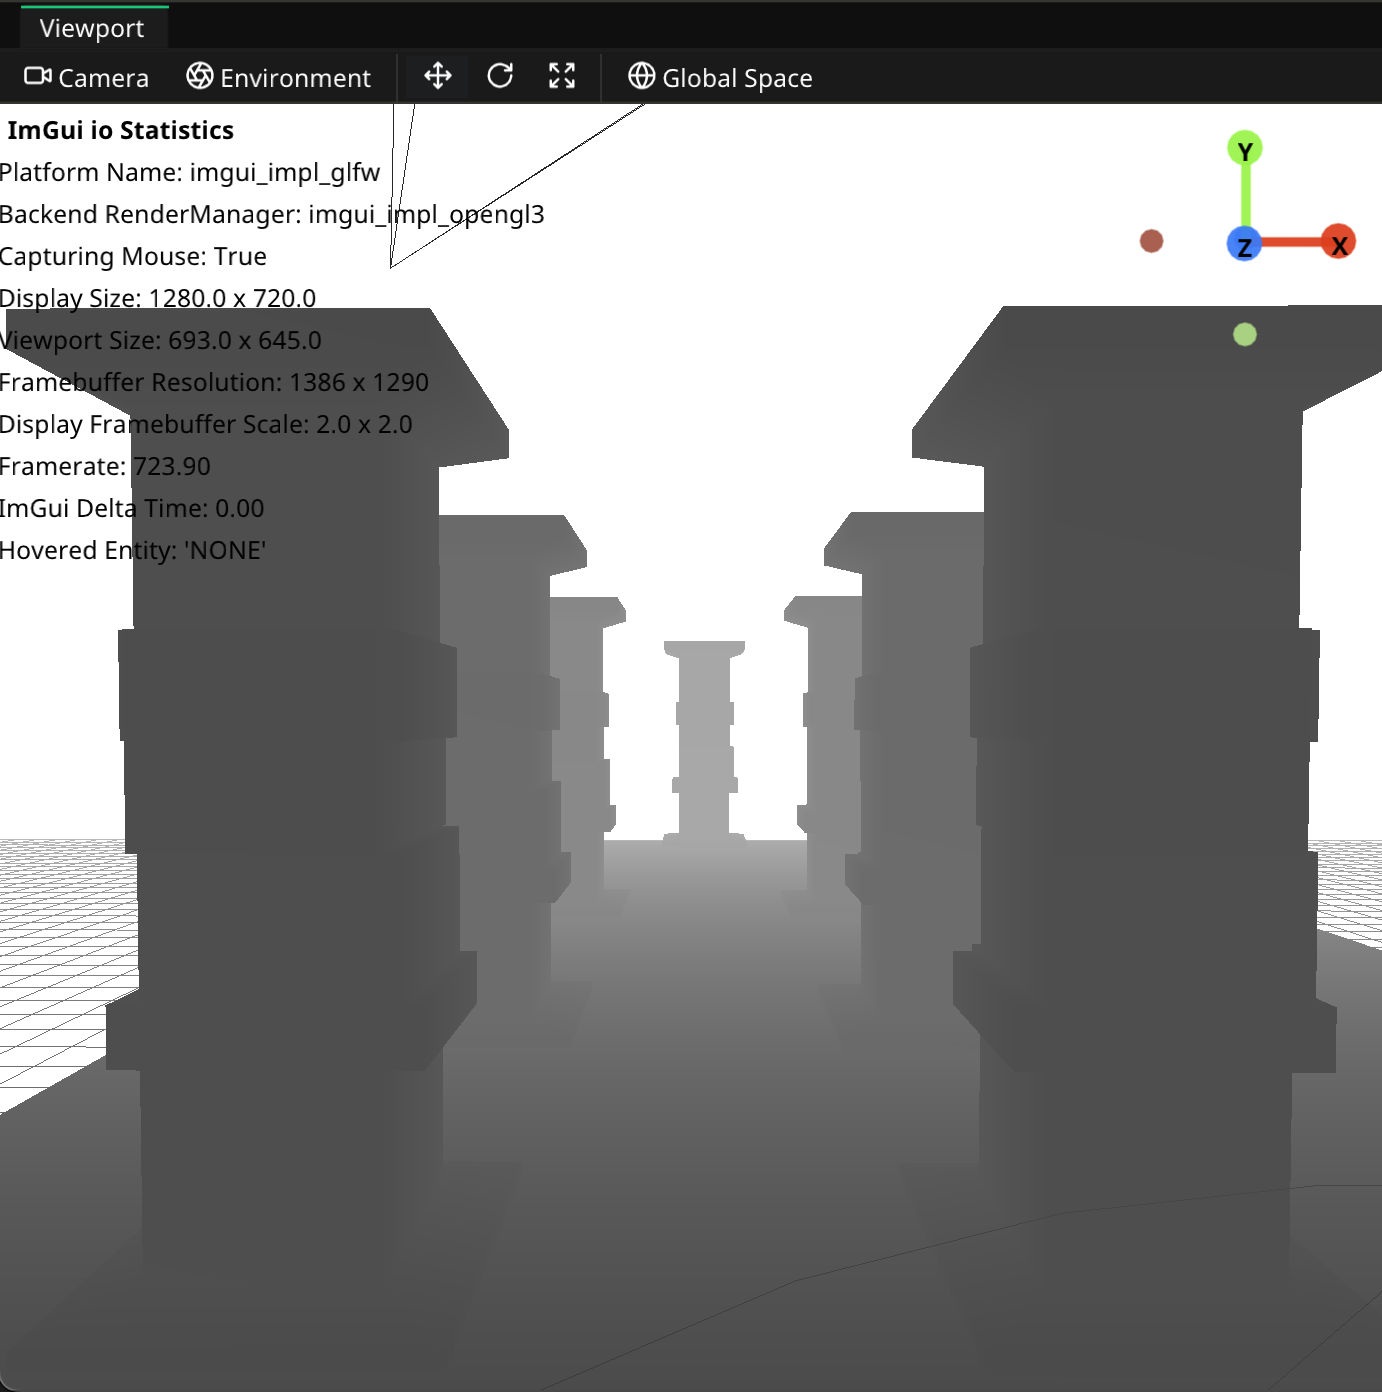 Viewport
Camera Environment Global Space
ImGui io Statistics
Platform Name: imgui_impl_glfw
Backend RenderManager: imgui_impl_opengl3
Capturing Mouse: True
Display Size: 1280.0 x 720.0
Viewport Size: 693.0 x 645.0
Framebuffer Resolution: 1386 x 1290
Display Framebuffer Scale: 2.0 x 2.0
Framerate: 723.90
ImGui Delta Time: 0.00
Hovered Entity: 'NONE'
Y
Z X